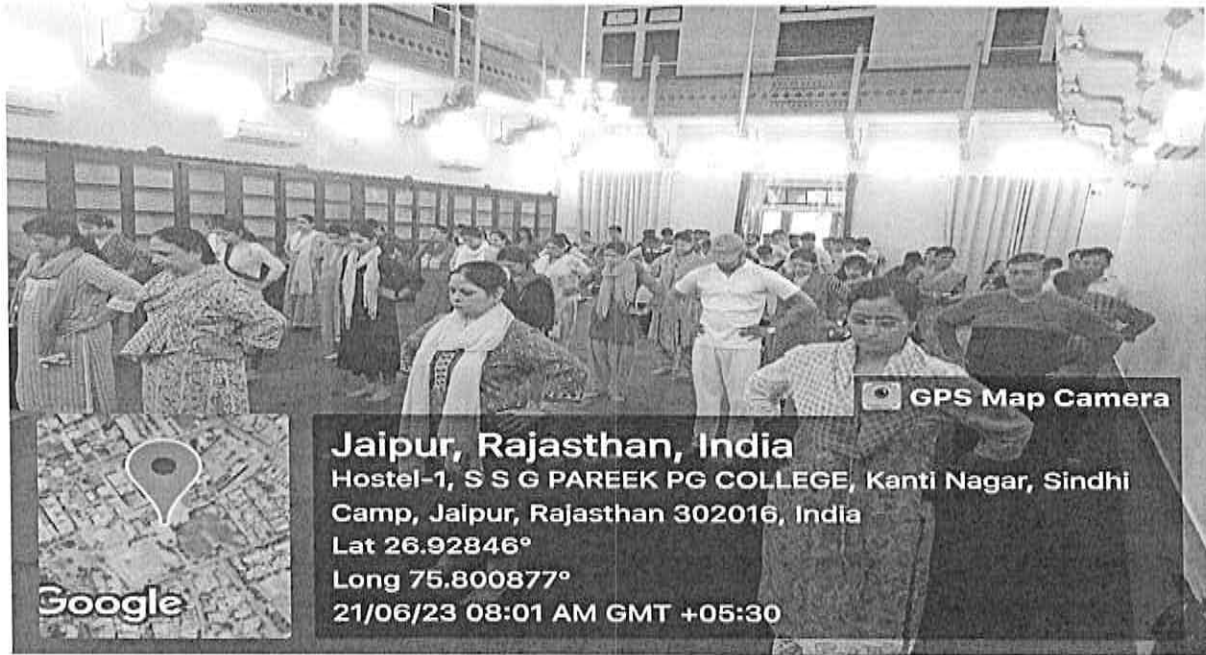 GPS Map Camera
Jaipur, Rajasthan, India
Hostel-1, S S G PAREEK PG COLLEGE, Kanti Nagar, Sindhi
Camp, Jaipur, Rajasthan 302016, India
Lat 26.92846°
Long 75.800877°
21/06/23 08:01 AM GMT +05:30
Google